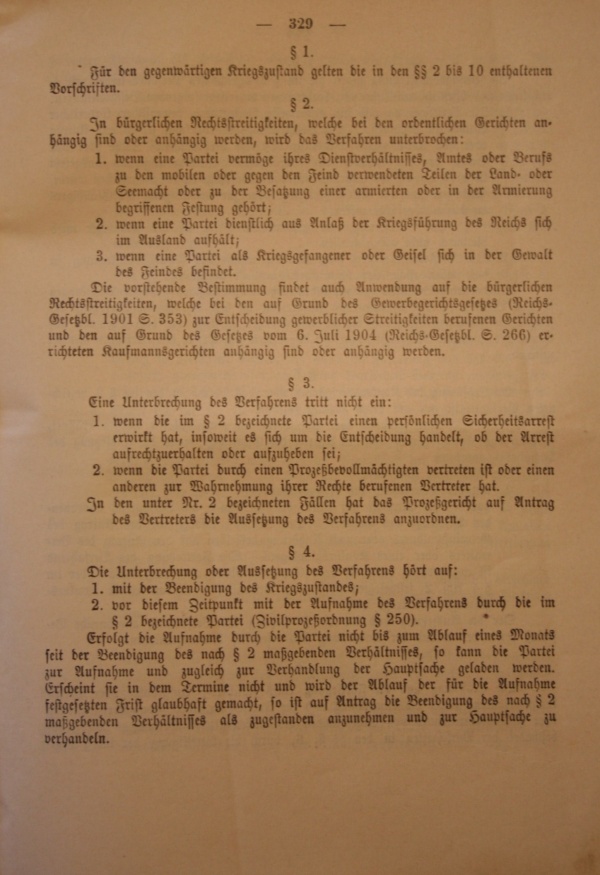 — 329 —
§ 1.
Für den gegenwärtigen Kriegszustand gelten die in den §§ 2 bis 10 enthaltenen
Vorschriften.
§ 2.
In bürgerlichen Rechtsstreitigkeiten, welche bei den ordentlichen Gerichten an-
hängig sind oder anhängig werden, wird das Verfahren unterbrochen:
1. wenn eine Partei vermöge ihres Dienstverhältnisses, Amtes oder Berufs
zu den mobilen oder gegen den Feind verwendeten Teilen der Land- oder
Seemacht oder zu der Besatzung einer armierten oder in der Armierung
begriffenen Festung gehört;
2. wenn eine Partei dienstlich aus Anlaß der Kriegsführung des Reichs sich
im Ausland aufhält;
3. wenn eine Partei als Kriegsgefangener oder Geisel sich in der Gewalt
des Feindes befindet.
Die vorstehende Bestimmung findet auch Anwendung auf die bürgerlichen
Rechtsstreitigkeiten, welche bei den auf Grund des Gewerbegerichtsgesetzes (Reichs-
Gesetzbl. 1901 S. 353) zur Entscheidung gewerblicher Streitigkeiten berufenen Gerichten
und den auf Grund des Gesetzes vom 6. Juli 1904 (Reichs-Gesetzbl. S. 266) er-
richteten Kaufmannsgerichten anhängig sind oder anhängig werden.
§ 3.
Eine Unterbrechung des Verfahrens tritt nicht ein:
1. wenn die im § 2 bezeichnete Partei einen persönlichen Sicherheitsarrest
erwirkt hat, insoweit es sich um die Entscheidung handelt, ob der Arrest
aufrechtzuerhalten oder aufzuheben sei;
2. wenn die Partei durch einen Prozeßbevollmächtigten vertreten ist oder einen
anderen zur Wahrnehmung ihrer Rechte berufenen Vertreter hat.
In den unter Nr. 2 bezeichneten Fällen hat das Prozeßgericht auf Antrag
des Vertreters die Aussetzung des Verfahrens anzuordnen.
§ 4.
Die Unterbrechung oder Aussetzung des Verfahrens hört auf:
1. mit der Beendigung des Kriegszustandes;
2. vor diesem Zeitpunkt mit der Aufnahme des Verfahrens durch die im
§ 2 bezeichnete Partei (Zivilprozeßordnung § 250).
Erfolgt die Aufnahme durch die Partei nicht bis zum Ablauf eines Monats
seit der Beendigung des nach § 2 maßgebenden Verhältnisses, so kann die Partei
zur Aufnahme und zugleich zur Verhandlung der Hauptsache geladen werden.
Erscheint sie in dem Termine nicht und wird der Ablauf der für die Aufnahme
festgesetzten Frist glaubhaft gemacht, so ist auf Antrag die Beendigung des nach § 2
maßgebenden Verhältnisses als zugestanden anzunehmen und zur Hauptsache zu
verhandeln.